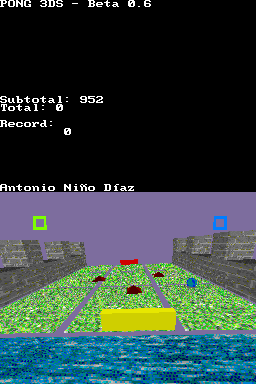 PONG 3DS - Beta 0.6
Subtotal: 952
Total: 0
Record:
0
Antonio Niño Díaz